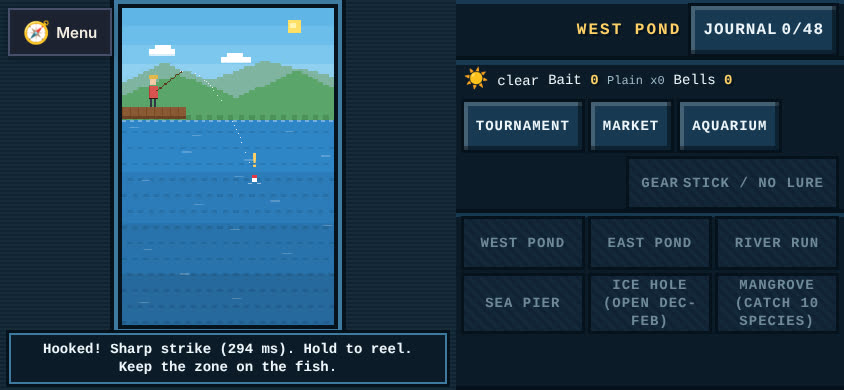 Menu
WEST POND
JOURNAL 0/48
clear Bait 0 Plain x0 Bells 0
TOURNAMENT
MARKET
AQUARIUM
GEAR STICK / NO LURE
WEST POND
EAST POND
RIVER RUN
SEA PIER
ICE HOLE
(OPEN DEC-
FEB)
MANGROVE
(CATCH 10
SPECIES)
Hooked! Sharp strike (294 ms). Hold to reel.
Keep the zone on the fish.